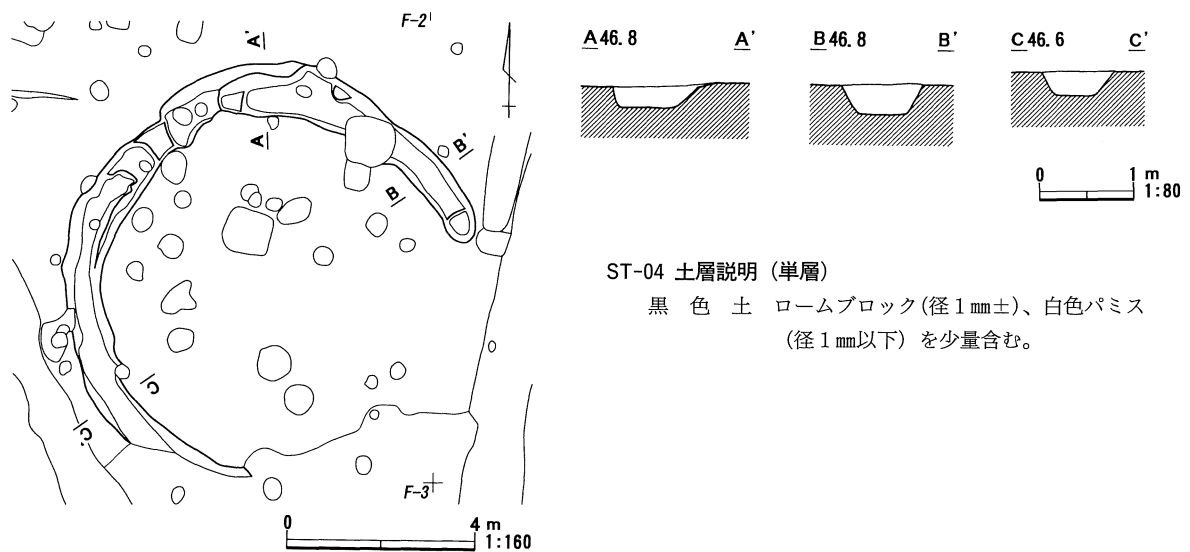 F-2
A'
A
B'
B
C
C'
F-3
0 4 m
1:160
A 46. 8 A'
B 46. 8 B'
C 46. 6 C'
0 1 m
1:80
ST-04 土層説明（単層）
黒　色　土　ロームブロック（径１㎜±）、白色パミス
（径１㎜以下）を少量含む。